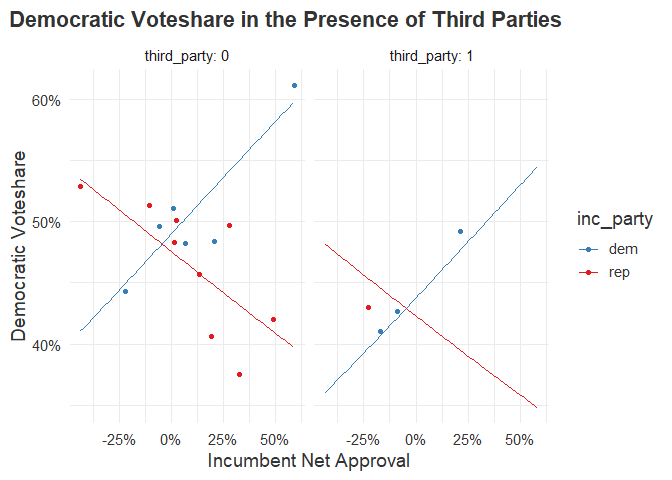 Democratic Voteshare in the Presence of Third Parties
third_party: 0
third_party: 1
60%
50%
40%
Democratic Voteshare
-25%
0%
25%
50%
-25%
0%
25%
50%
Incumbent Net Approval
inc_party
dem
rep